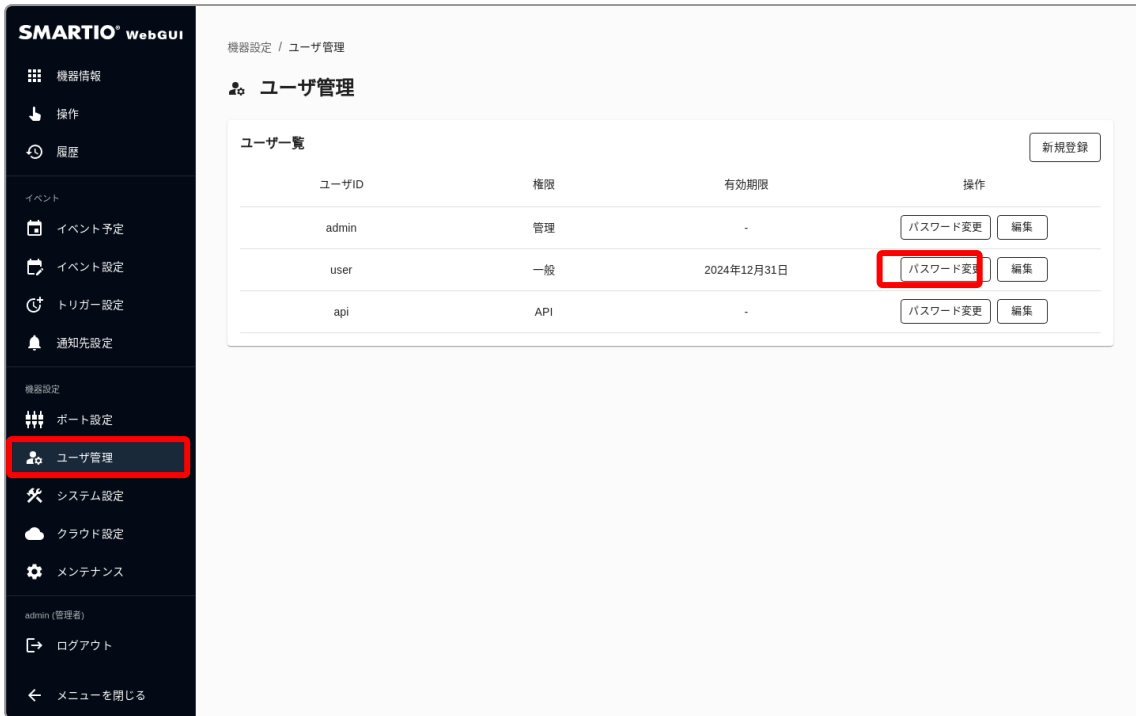 SMARTIO® WebGUI
機器情報
操作
履歴
イベント
イベント予定
イベント設定
トリガー設定
通知先設定
機器設定
ポート設定
ユーザ管理
システム設定
クラウド設定
メンテナンス
admin (管理者)
ログアウト
メニューを閉じる
機器設定 / ユーザ管理
ユーザ管理
ユーザ一覧
新規登録
ユーザID 権限 有効期限 操作
admin 管理 - パスワード変更 編集
user 一般 2024年12月31日 パスワード変更 編集
api API - パスワード変更 編集